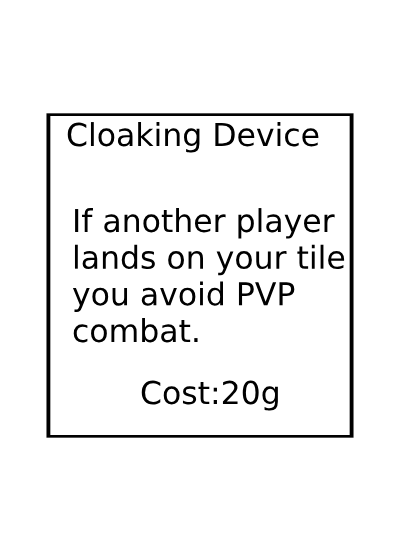 Cloaking Device
If another player
lands on your tile
you avoid PVP
combat.
Cost:20g